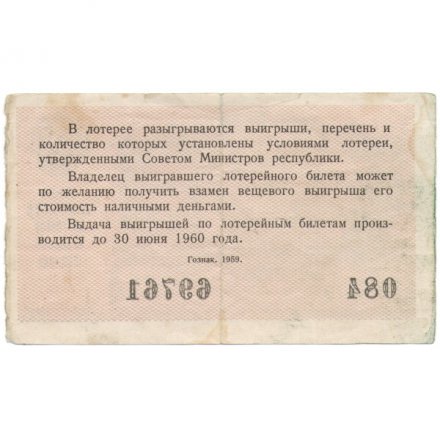 В лотерее разыгрываются выигрыши, перечень и
количество которых установлены условиями лотереи,
утвержденными Советом Министров республики.
Владелец выигравшего лотерейного билета может
по желанию получить взамен вещевого выигрыша его
стоимость наличными деньгами.
Выдача выигрышей по лотерейным билетам произ-
водится до 30 июня 1960 года.
Гознак. 1959.
69761 084